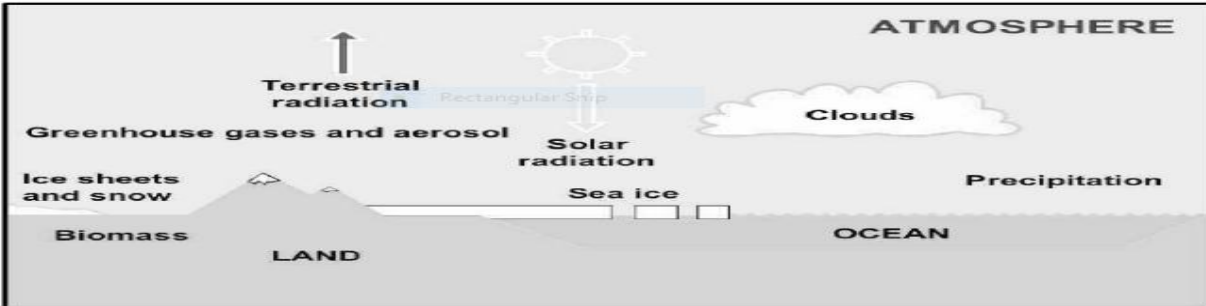 ATMOSPHERE
Terrestrial
radiation
Rectangular Snip
Clouds
Greenhouse gases and aerosol
Solar
radiation
Ice sheets
and snow
Sea ice
Precipitation
Biomass
OCEAN
LAND